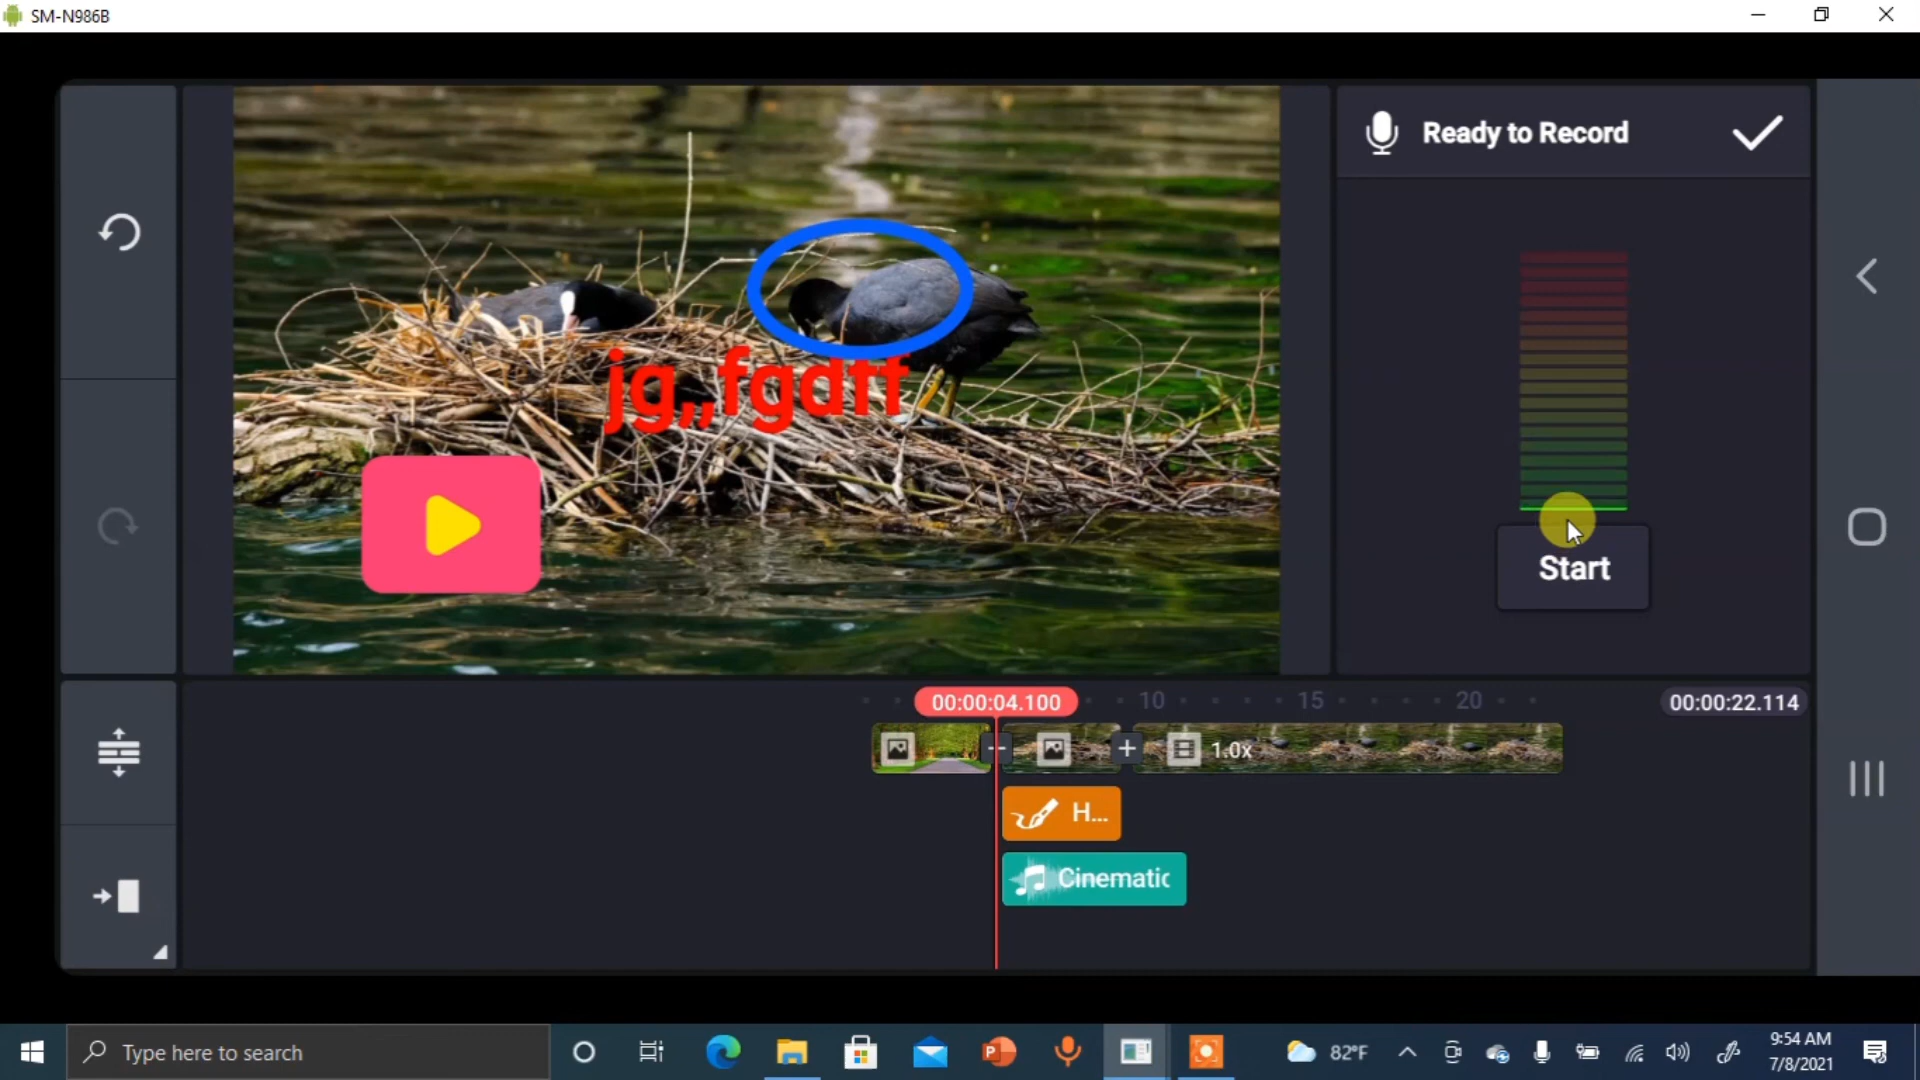 SM-N986B
Ready to Record
jg,,fgdtt
Start
00:00:04.100
10
15
20
00:00:22.114
1.0x
H...
Cinematic
Type here to search
82°F
9:54 AM
7/8/2021